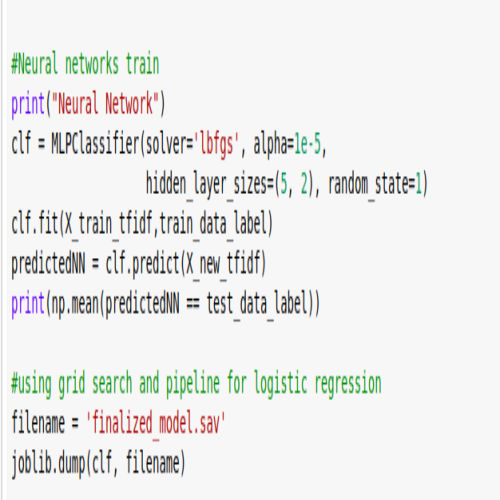 #Neural networks train
print("Neural Network")
clf = MLPClassifier(solver='lbfgs', alpha=1e-5,
hidden_layer_sizes=(5, 2), random_state=1)
clf.fit(X_train_tfidf,train_data_label)
predictedNN = clf.predict(X_new_tfidf)
print(np.mean(predictedNN == test_data_label))
#using grid search and pipeline for logistic regression
filename = 'finalized_model.sav'
joblib.dump(clf, filename)